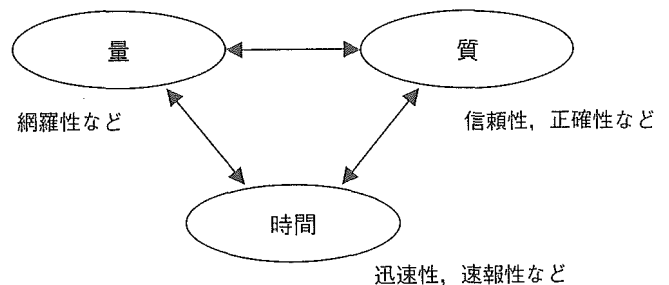 量
質
網羅性など
信頼性，正確性など
時間
迅速性，速報性など